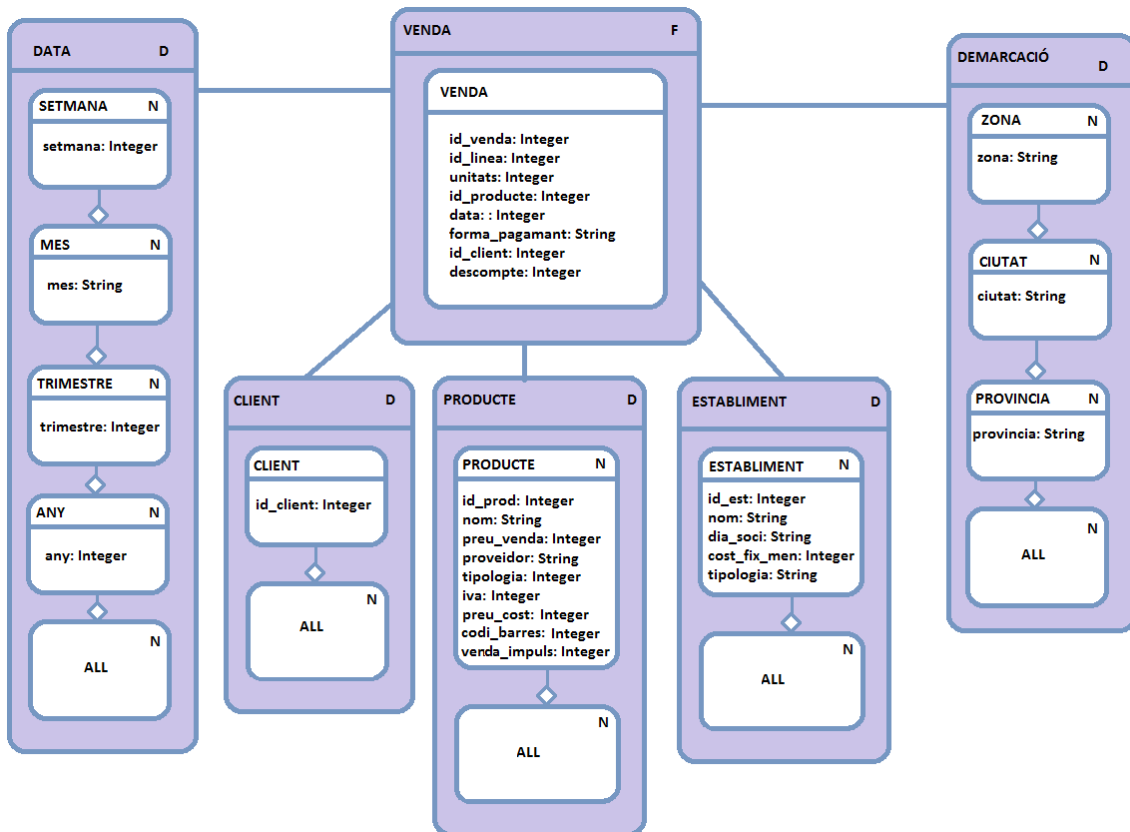 DATA D
SETMANA N
setmana: Integer
MES N
mes: String
TRIMESTRE N
trimestre: Integer
ANY N
any: Integer
N
ALL
VENDA F
VENDA
id_venda: Integer
id_linea: Integer
unitats: Integer
id_producte: Integer
data: : Integer
forma_pagamant: String
id_client: Integer
descompte: Integer
CLIENT D
CLIENT
id_client: Integer
N
ALL
PRODUCTE D
PRODUCTE N
id_prod: Integer
nom: String
preu_venda: Integer
proveidor: String
tipologia: Integer
iva: Integer
preu_cost: Integer
codi_barres: Integer
venda_impuls: Integer
N
ALL
ESTABLIMENT D
ESTABLIMENT N
id_est: Integer
nom: String
dia_soci: String
cost_fix_men: Integer
tipologia: String
N
ALL
DEMARCACIÓ D
ZONA N
zona: String
CIUTAT N
ciutat: String
PROVINCIA N
provincia: String
N
ALL